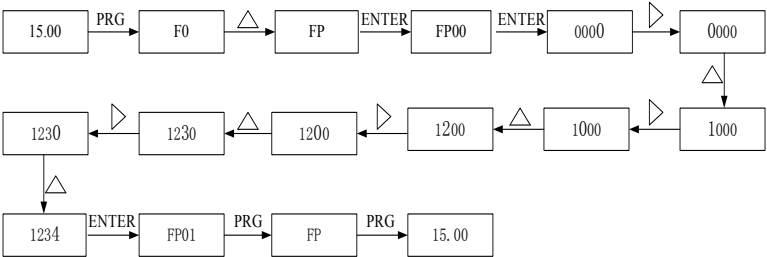 15.00 PRG F0 FP ENTER FP00 ENTER 0000 0000
1230 1230 1200 1200 1000 1000
1234 ENTER FP01 PRG FP PRG 15.00